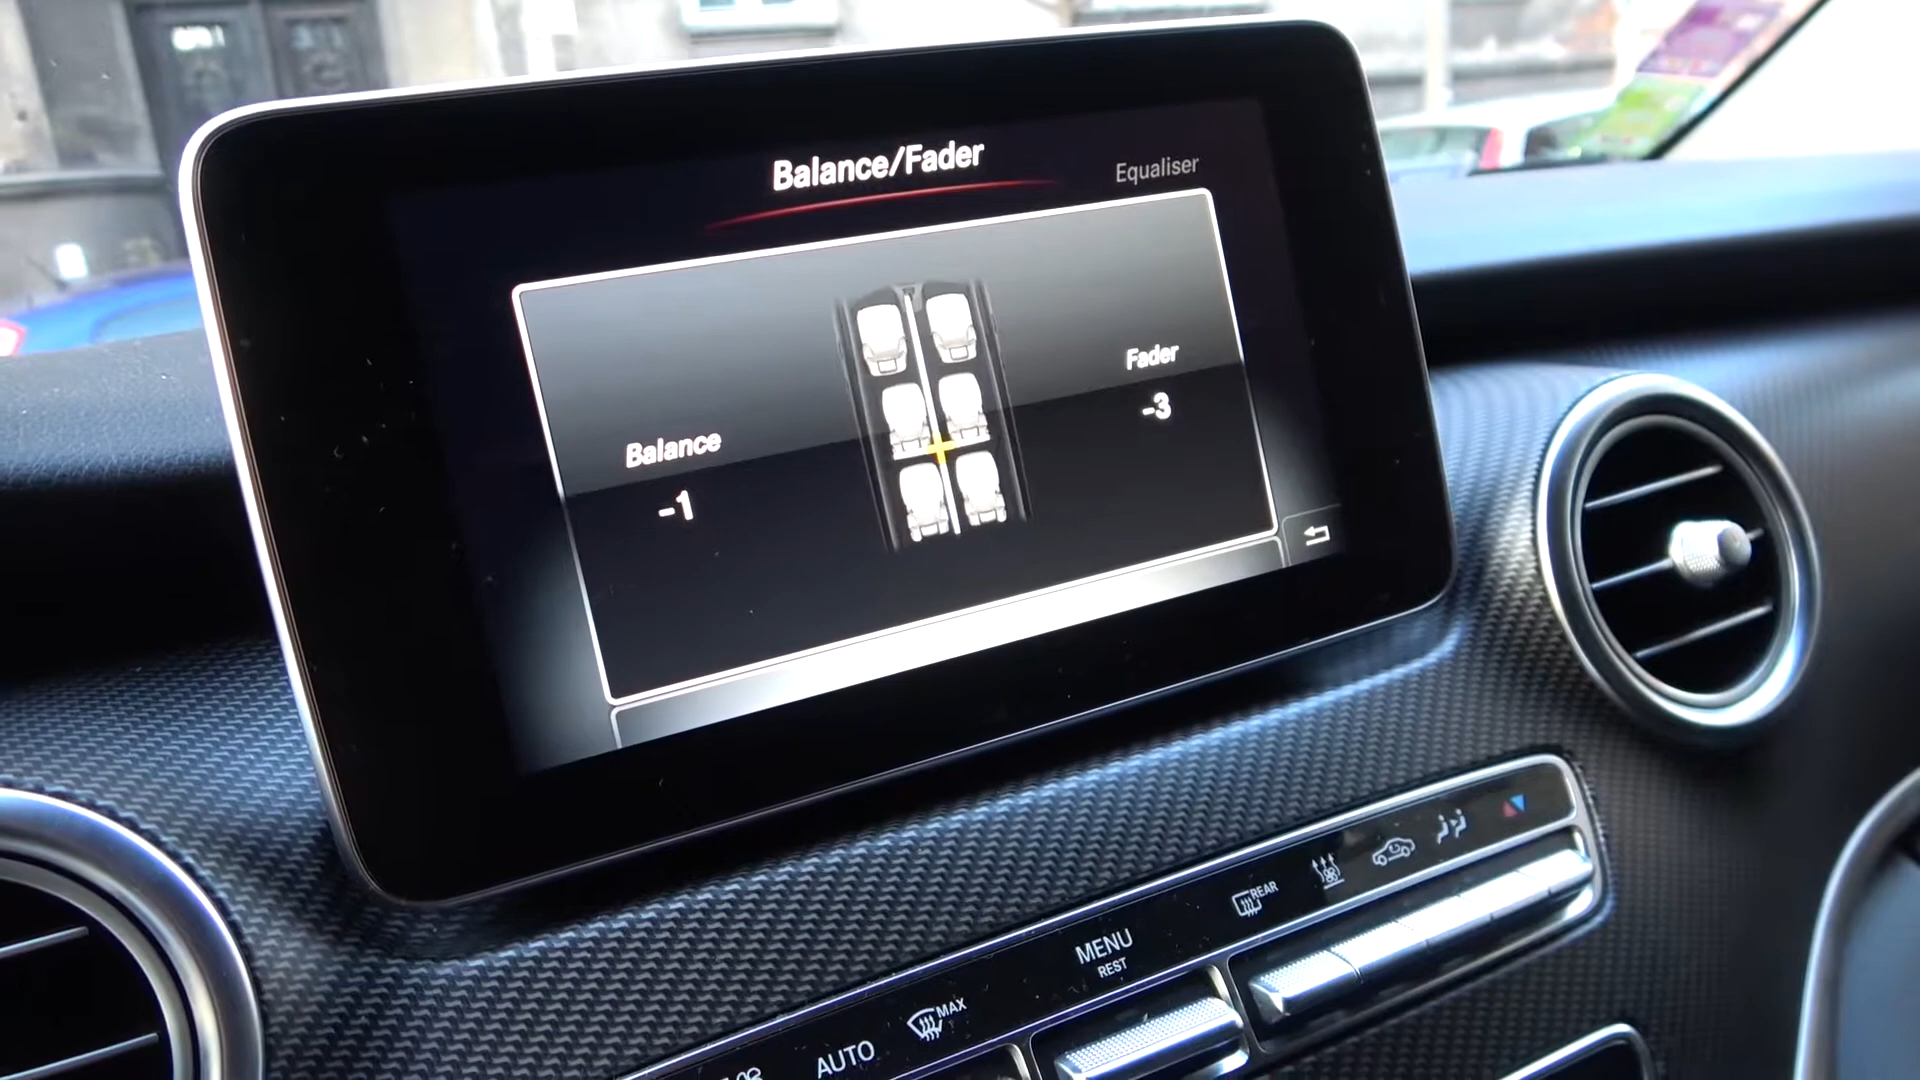 Balance/Fader
Equaliser
Balance
-1
Fader
-3
REAR
MENU
REST
MAX
AUTO